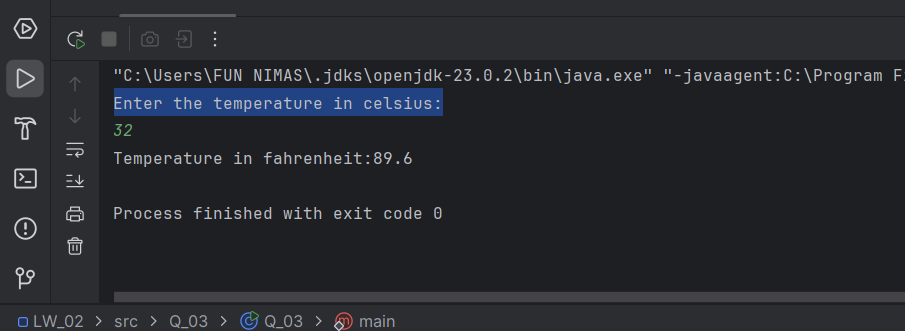 "C:\Users\FUN NIMAS\.jdks\openjdk-23.0.2\bin\java.exe" "-javaagent:C:\Program F
Enter the temperature in celsius:
32
Temperature in fahrenheit:89.6
Process finished with exit code 0
LW_02 > src > Q_03 > Q_03 > main